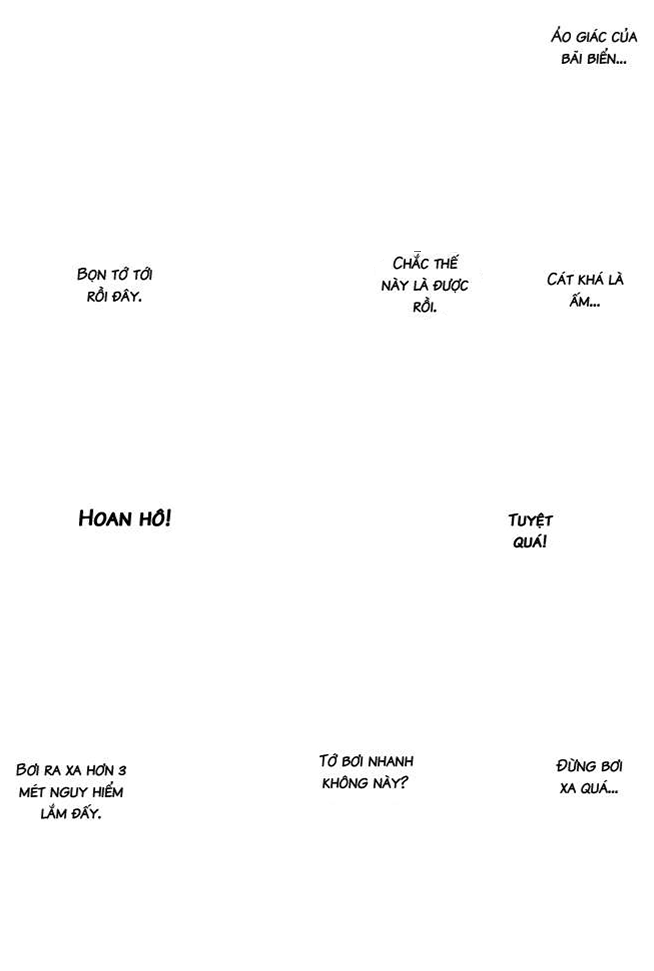 ẢO GIÁC CỦA
BÃI BIỂN...
CÁT KHÁ LÀ
ẤM...
CHẮC THẾ
NÀY LÀ ĐƯỢC
RỒI.
BỌN TỚ TỚI
RỒI ĐÂY.
TUYỆT
QUÁ!
HOAN HÔ!
ĐỪNG BƠI
XA QUÁ...
TỚ BƠI NHANH
KHÔNG NÀY?
BƠI RA XA HƠN 3
MÉT NGUY HIỂM
LẮM ĐẤY.